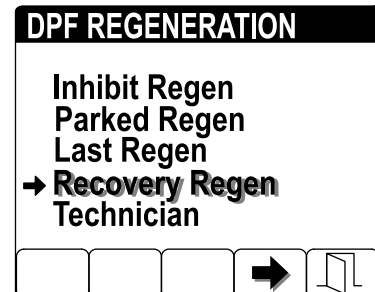 DPF REGENERATION
Inhibit Regen
Parked Regen
Last Regen
Recovery Regen
Technician